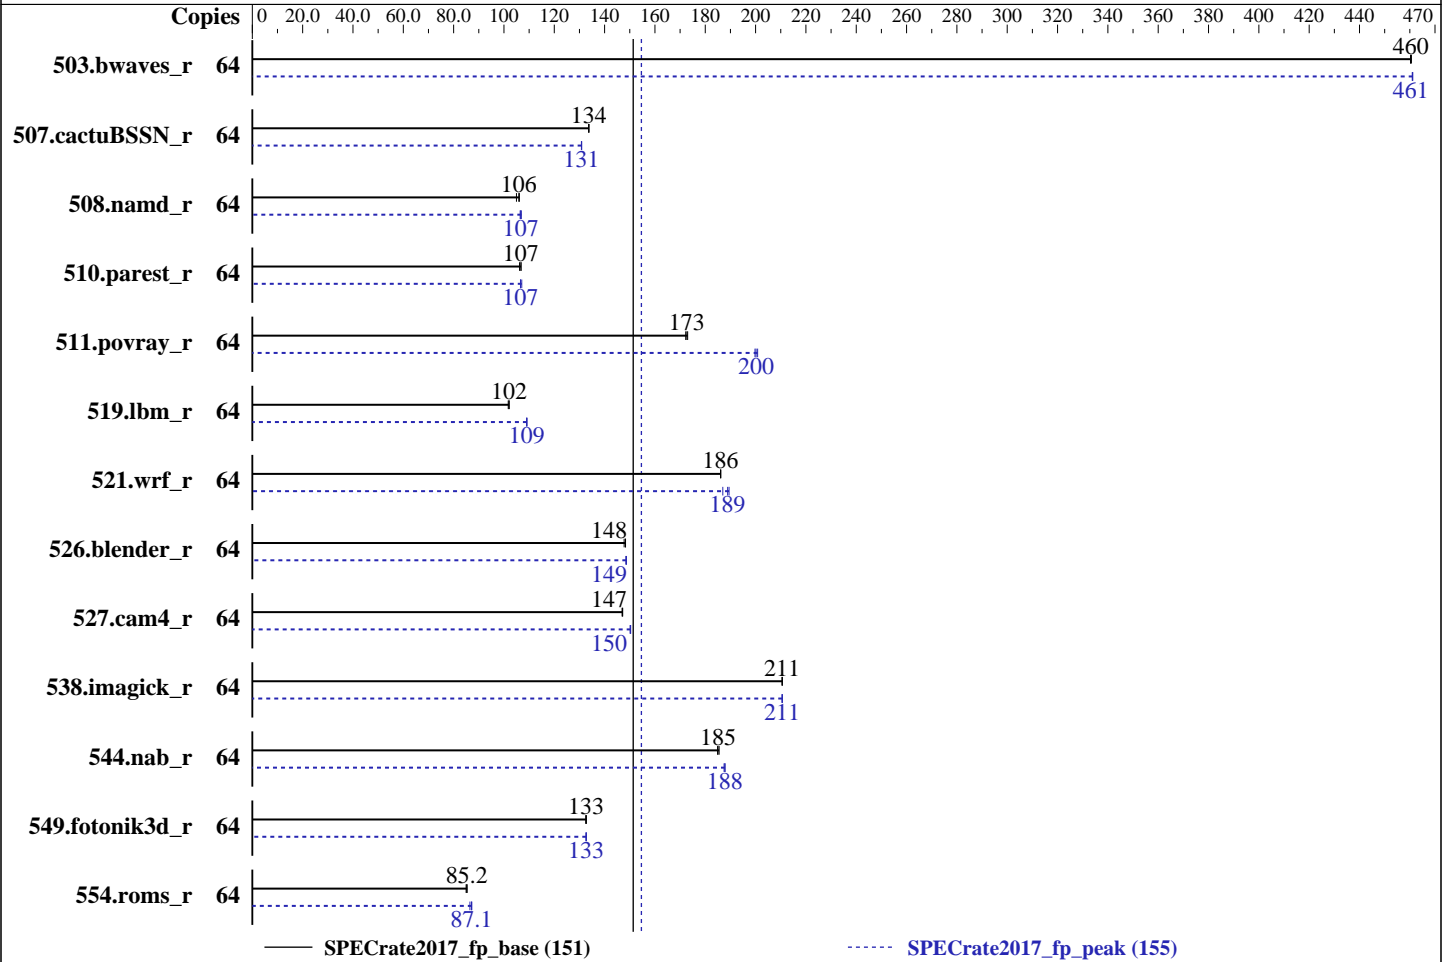 Copies 0 20.0 40.0 60.0 80.0 100 120 140 160 180 200 220 240 260 280 300 320 340 360 380 400 420 440 470
460
503.bwaves_r 64
461
134
507.cactuBSSN_r 64
131
106
508.namd_r 64
107
107
510.parest_r 64
107
173
511.povray_r 64
200
102
519.lbm_r 64
109
186
521.wrf_r 64
189
148
526.blender_r 64
149
147
527.cam4_r 64
150
211
538.imagick_r 64
211
185
544.nab_r 64
188
133
549.fotonik3d_r 64
133
85.2
554.roms_r 64
87.1
SPECrate2017_fp_base (151) SPECrate2017_fp_peak (155)